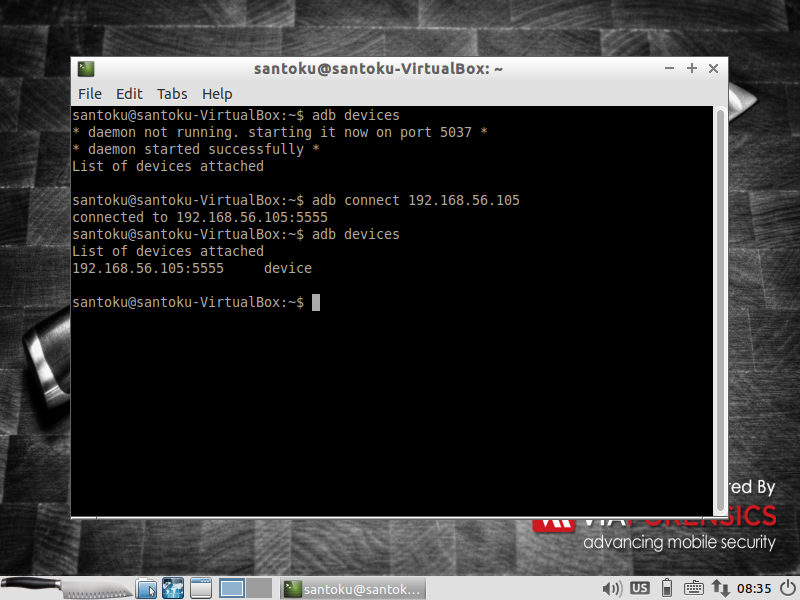 santoku@santoku-VirtualBox: ~
File Edit Tabs Help
santoku@santoku-VirtualBox:~$ adb devices
* daemon not running. starting it now on port 5037 *
* daemon started successfully *
List of devices attached
santoku@santoku-VirtualBox:~$ adb connect 192.168.56.105
connected to 192.168.56.105:5555
santoku@santoku-VirtualBox:~$ adb devices
List of devices attached
192.168.56.105:5555 device
santoku@santoku-VirtualBox:~$
ed By
VIAFORENSICS
advancing mobile security
santoku@santok...
US
08:35